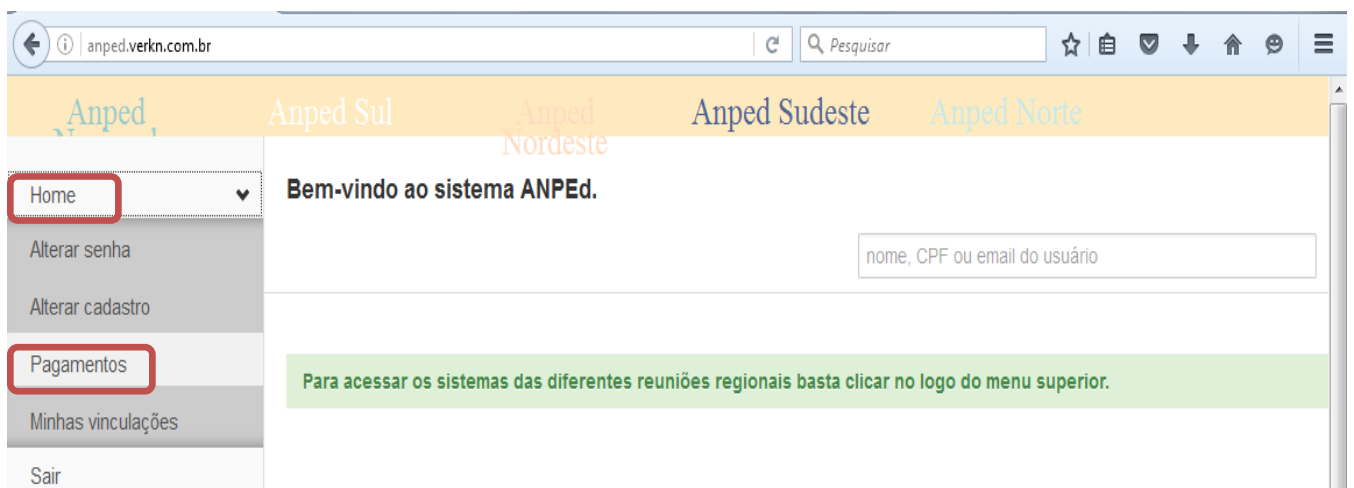 anped.verkn.com.br
Pesquisar
Anped
Anped Sul
Anped Nordeste
Anped Sudeste
Anped Norte
Home
Bem-vindo ao sistema ANPEd.
Alterar senha
nome, CPF ou email do usuário
Alterar cadastro
Pagamentos
Para acessar os sistemas das diferentes reuniões regionais basta clicar no logo do menu superior.
Minhas vinculações
Sair